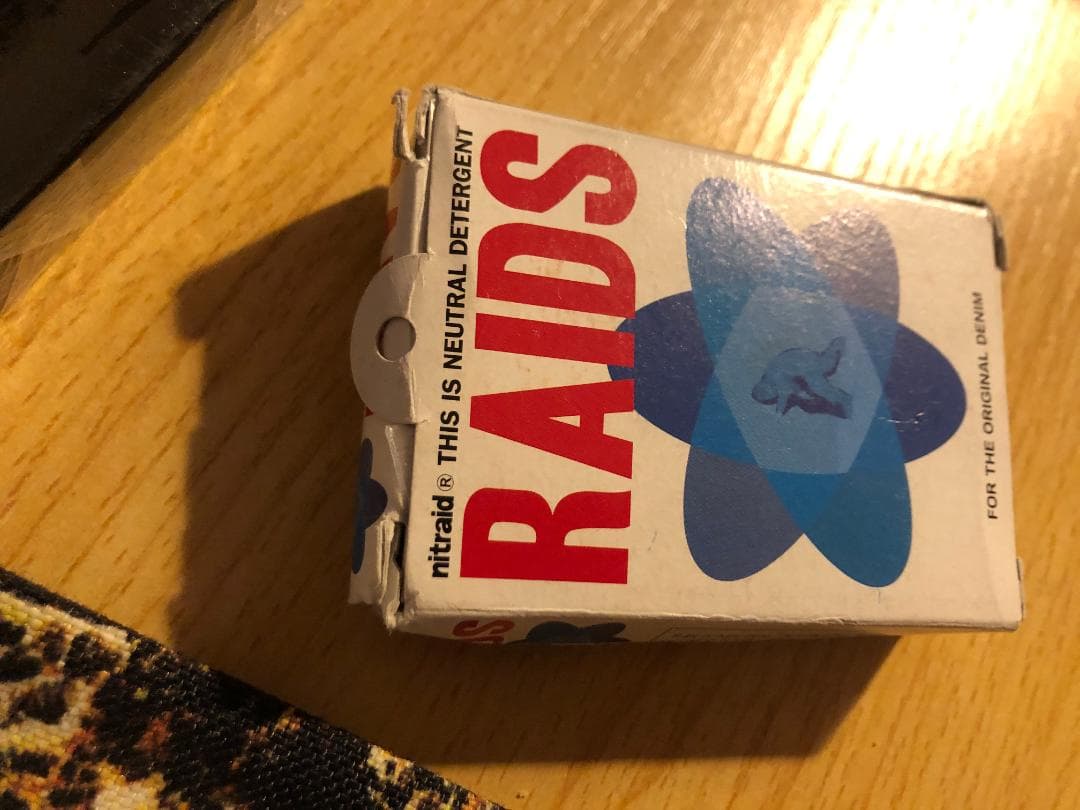 nitraid® THIS IS NEUTRAL DETERGENT
RAIDS
FOR THE ORIGINAL DENIM